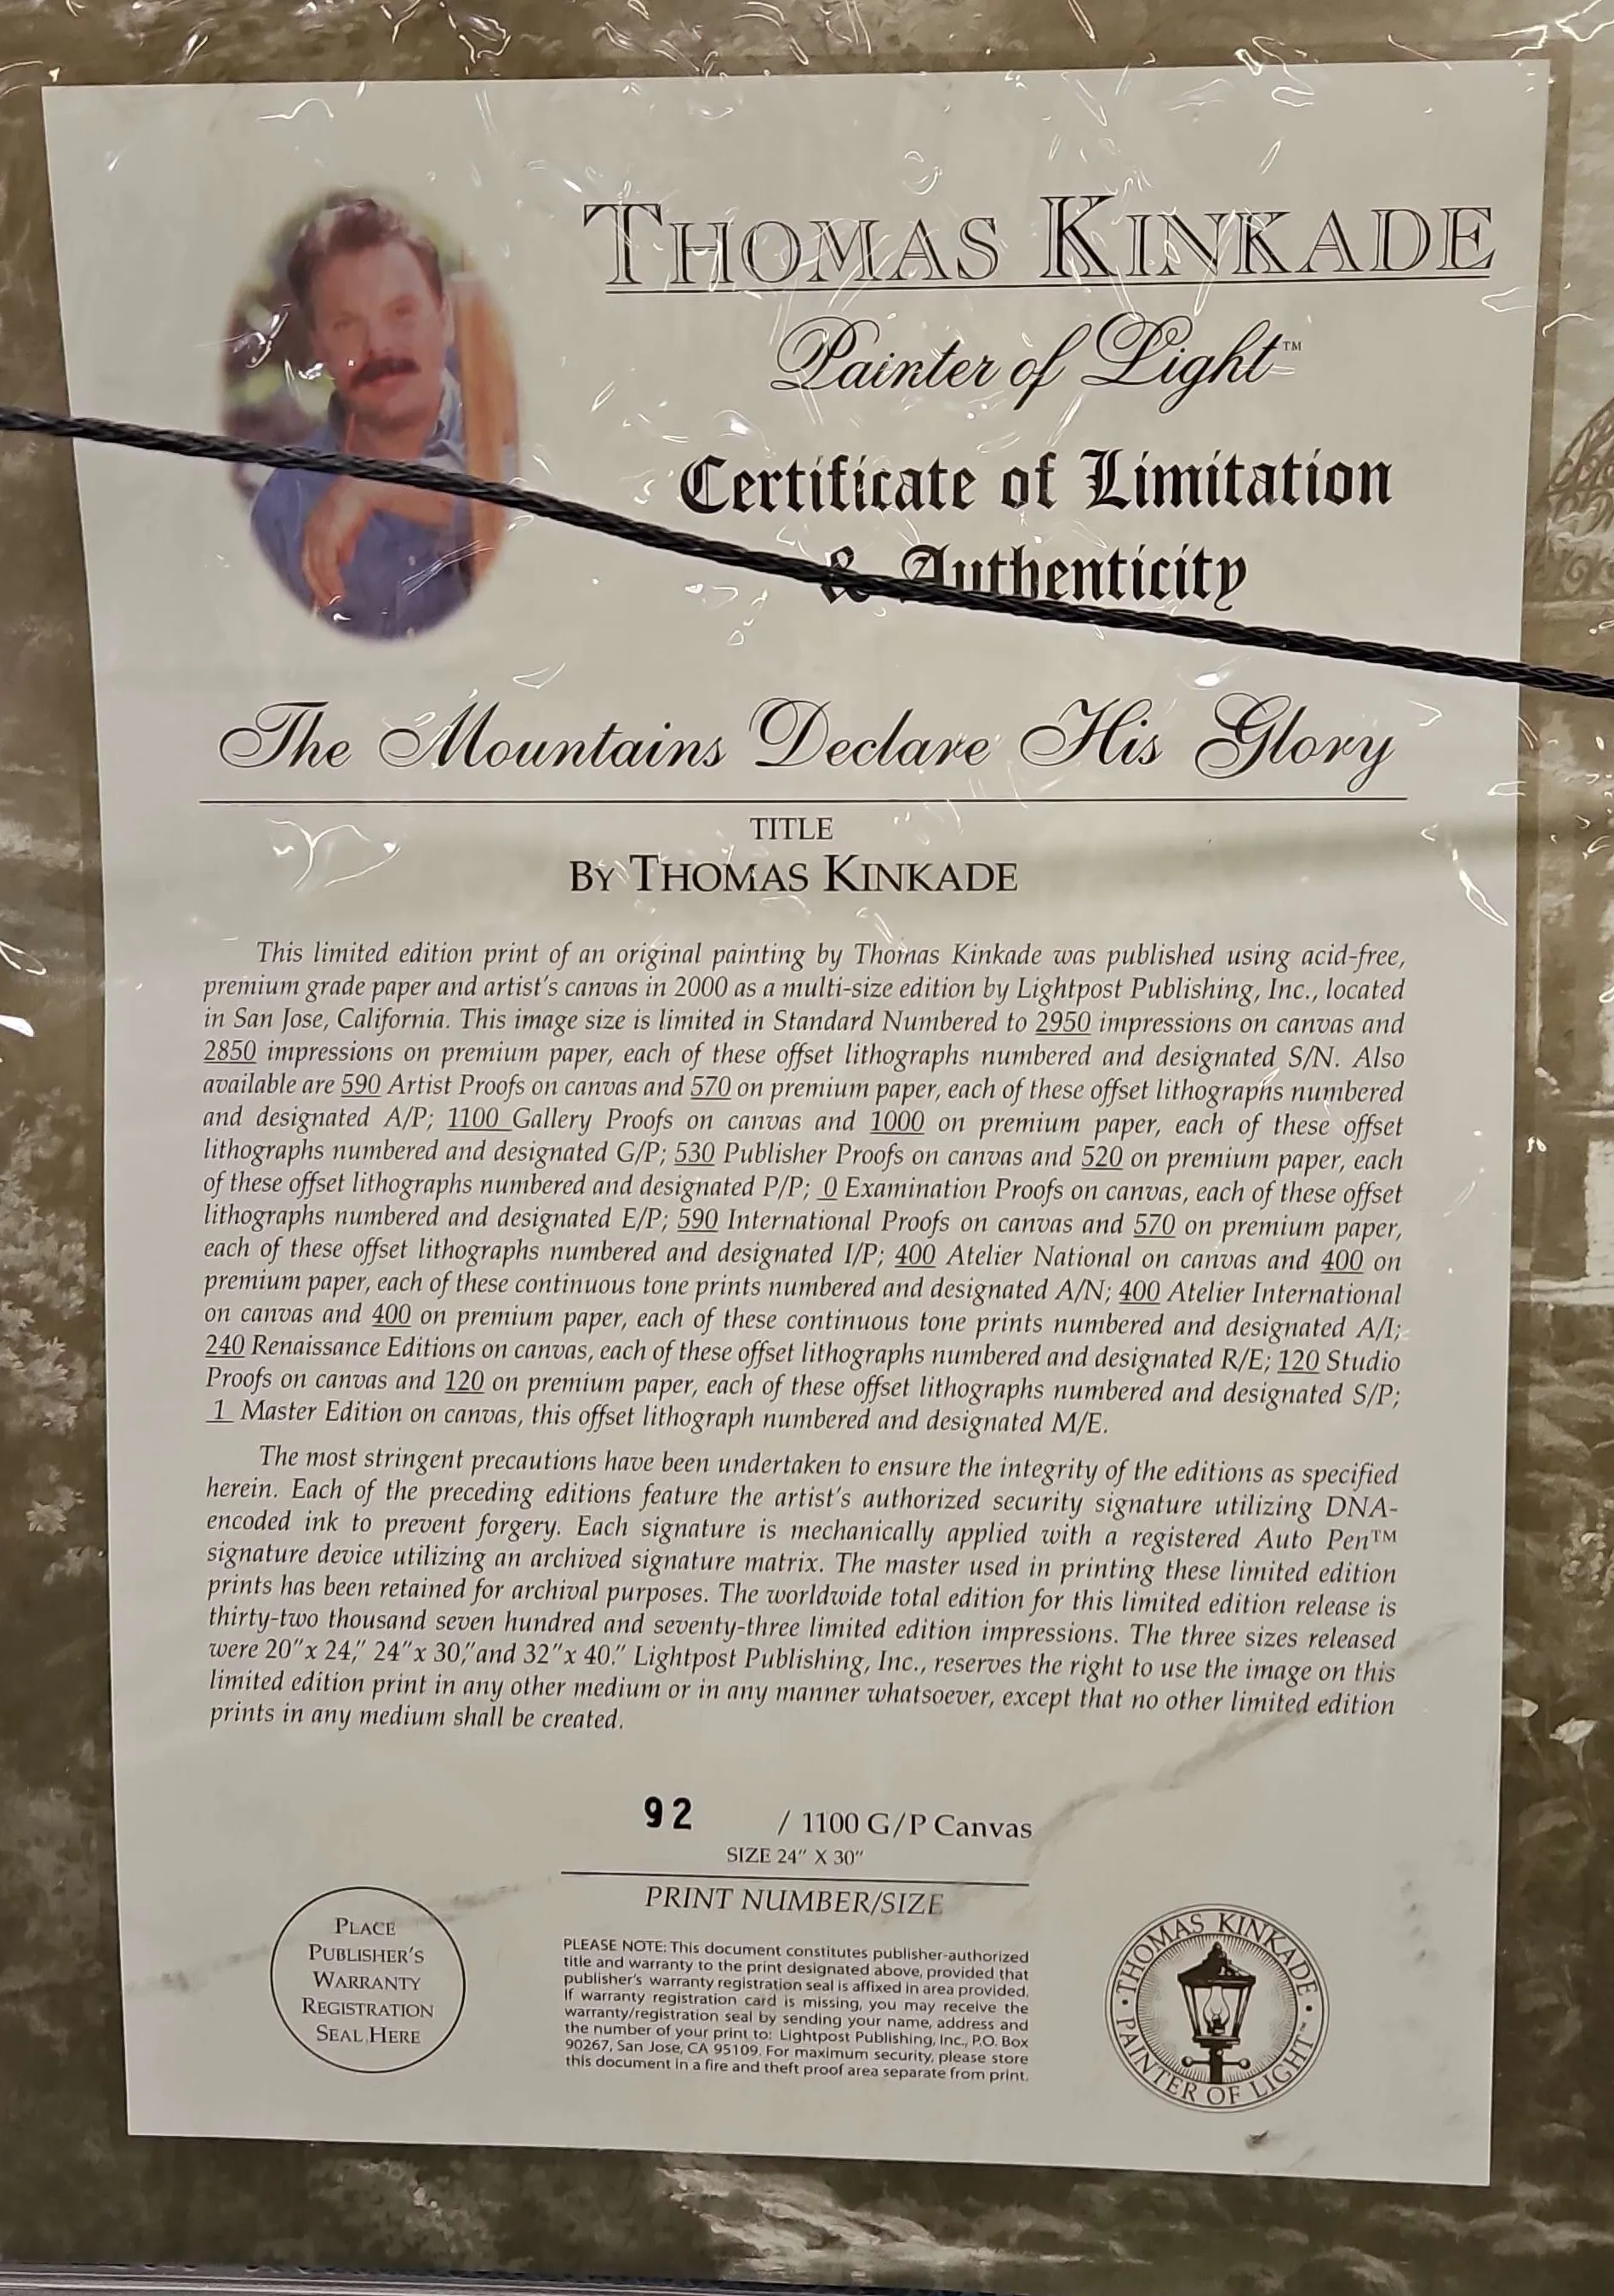 THOMAS KINKADE
Painter of Light™
Certificate of Limitation
& Authenticity
The Mountains Declare His Glory
TITLE
BY THOMAS KINKADE
This limited edition print of an original painting by Thomas Kinkade was published using acid-free,
premium grade paper and artist's canvas in 2000 as a multi-size edition by Lightpost Publishing, Inc., located
in San Jose, California. This image size is limited in Standard Numbered to 2950 impressions on canvas and
2850 impressions on premium paper, each of these offset lithographs numbered and designated S/N. Also
available are 590 Artist Proofs on canvas and 570 on premium paper, each of these offset lithographs numbered
and designated A/P; 1100 Gallery Proofs on canvas and 1000 on premium paper, each of these offset
lithographs numbered and designated G/P; 530 Publisher Proofs on canvas and 520 on premium paper, each
of these offset lithographs numbered and designated P/P; 0 Examination Proofs on canvas, each of these offset
lithographs numbered and designated E/P; 590 International Proofs on canvas and 570 on premium paper,
each of these offset lithographs numbered and designated I/P; 400 Atelier National on canvas and 400 on
premium paper, each of these continuous tone prints numbered and designated A/N; 400 Atelier International
on canvas and 400 on premium paper, each of these continuous tone prints numbered and designated A/I;
240 Renaissance Editions on canvas, each of these offset lithographs numbered and designated R/E; 120 Studio
Proofs on canvas and 120 on premium paper, each of these offset lithographs numbered and designated S/P;
1 Master Edition on canvas, this offset lithograph numbered and designated M/E.
The most stringent precautions have been undertaken to ensure the integrity of the editions as specified
herein. Each of the preceding editions feature the artist's authorized security signature utilizing DNA-
encoded ink to prevent forgery. Each signature is mechanically applied with a registered Auto Pen™
signature device utilizing an archived signature matrix. The master used in printing these limited edition
prints has been retained for archival purposes. The worldwide total edition for this limited edition release is
thirty-two thousand seven hundred and seventy-three limited edition impressions. The three sizes released
were 20"x 24," 24"x 30," and 32"x 40." Lightpost Publishing, Inc., reserves the right to use the image on this
limited edition print in any other medium or in any manner whatsoever, except that no other limited edition
prints in any medium shall be created.
92 / 1100 G/P Canvas
SIZE 24" X 30"
PRINT NUMBER/SIZE
PLACE
PUBLISHER'S
WARRANTY
REGISTRATION
SEAL HERE
PLEASE NOTE: This document constitutes publisher-authorized
title and warranty to the print designated above, provided that
publisher's warranty registration seal is affixed in area provided.
If warranty registration card is missing, you may receive the
warranty/registration seal by sending your name, address and
the number of your print to: Lightpost Publishing, Inc., P.O. Box
90267, San Jose, CA 95109. For maximum security, please store
this document in a fire and theft proof area separate from print.
THOMAS KINKADE
PAINTER OF LIGHT™